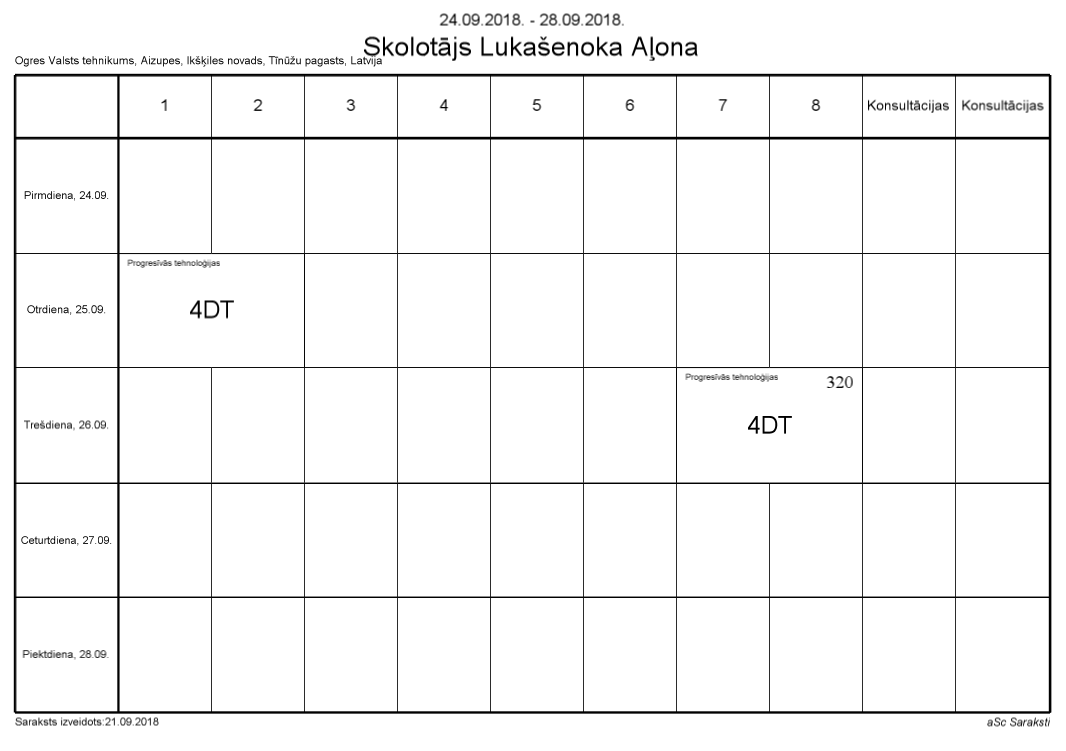 24.09.2018. - 28.09.2018.
Skolotājs Lukašenoka Aļona
Ogres Valsts tehnikums, Aizupes, Ikšķiles novads, Tīnūžu pagasts, Latvija
1 2 3 4 5 6 7 8 Konsultācijas Konsultācijas
Pirmdiena, 24.09.
Progresīvās tehnoloģijas
Otrdiena, 25.09. 4DT
Progresīvās tehnoloģijas 320
Trešdiena, 26.09. 4DT
Ceturtdiena, 27.09.
Piektdiena, 28.09.
Saraksts izveidots:21.09.2018 aSc Saraksti